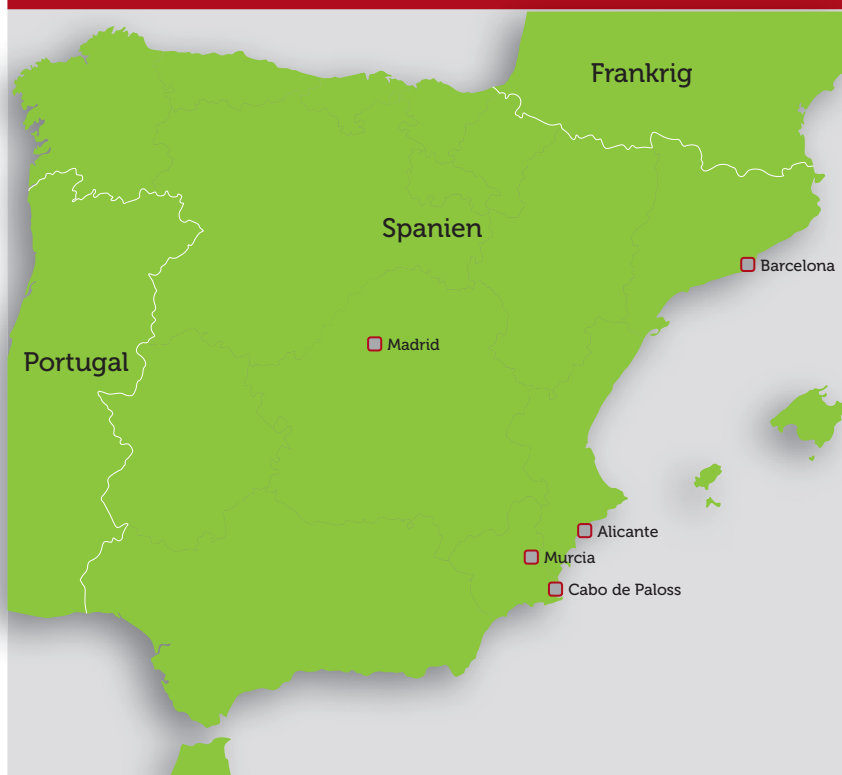 Frankrig
Spanien
Barcelona
Madrid
Portugal
Alicante
Murcia
Cabo de Paloss